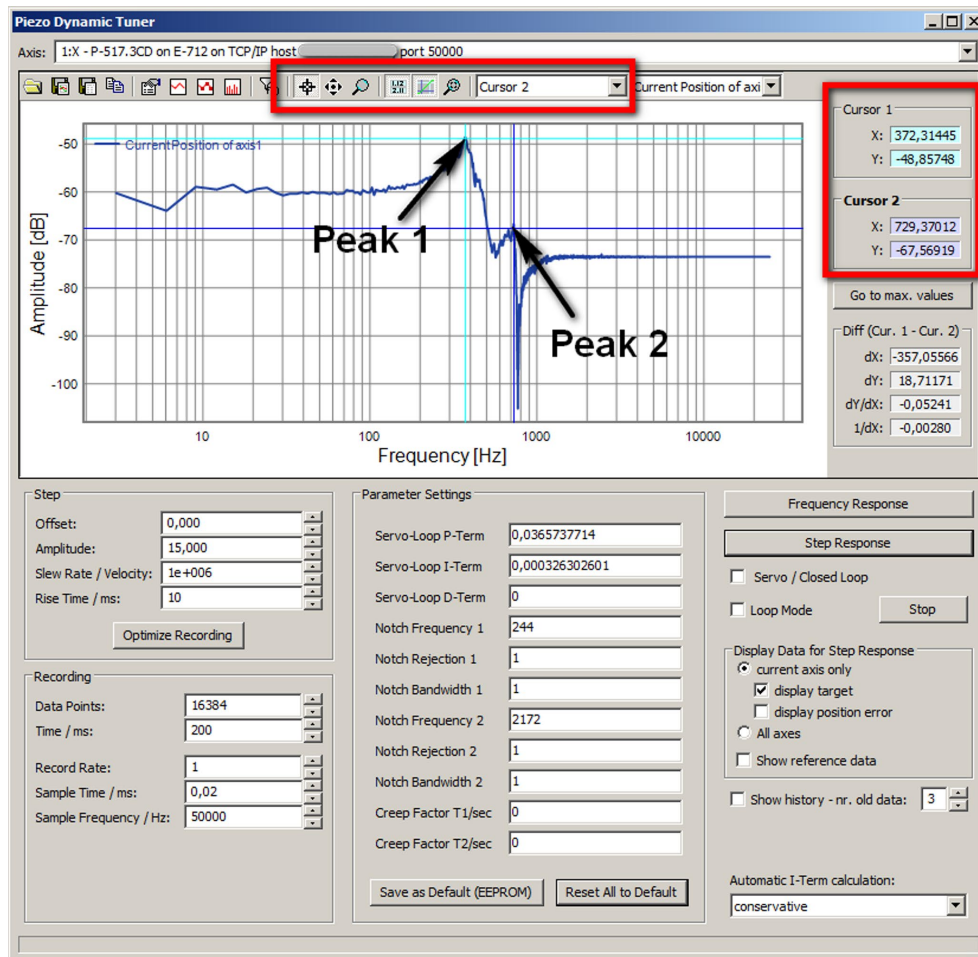 Piezo Dynamic Tuner
Axis: 1:X - P-517.3CD on E-712 on TCP/IP host port 50000
Cursor 2 Current Position of axi
CurrentPosition of axis1
Peak 1
Peak 2
-50
-60
-70
-80
-90
-100
Amplitude [dB]
10 100 1000 10000
Frequency [Hz]
Cursor 1
X: 372,31445
Y: -48,85748
Cursor 2
X: 729,37012
Y: -67,56919
Go to max. values
Diff (Cur. 1 - Cur. 2)
dX: -357,05566
dY: 18,71171
dY/dX: -0,05241
1/dX: -0,00280
Step
Offset: 0,000
Amplitude: 15,000
Slew Rate / Velocity: 1e+006
Rise Time / ms: 10
Optimize Recording
Recording
Data Points: 16384
Time / ms: 200
Record Rate: 1
Sample Time / ms: 0,02
Sample Frequency / Hz: 50000
Parameter Settings
Servo-Loop P-Term 0,0365737714
Servo-Loop I-Term 0,000326302601
Servo-Loop D-Term 0
Notch Frequency 1 244
Notch Rejection 1 1
Notch Bandwidth 1 1
Notch Frequency 2 2172
Notch Rejection 2 1
Notch Bandwidth 2 1
Creep Factor T1/sec 0
Creep Factor T2/sec 0
Save as Default (EEPROM) Reset All to Default
Frequency Response
Step Response
Servo / Closed Loop
Loop Mode Stop
Display Data for Step Response
current axis only
display target
display position error
All axes
Show reference data
Show history - nr. old data: 3
Automatic I-Term calculation:
conservative